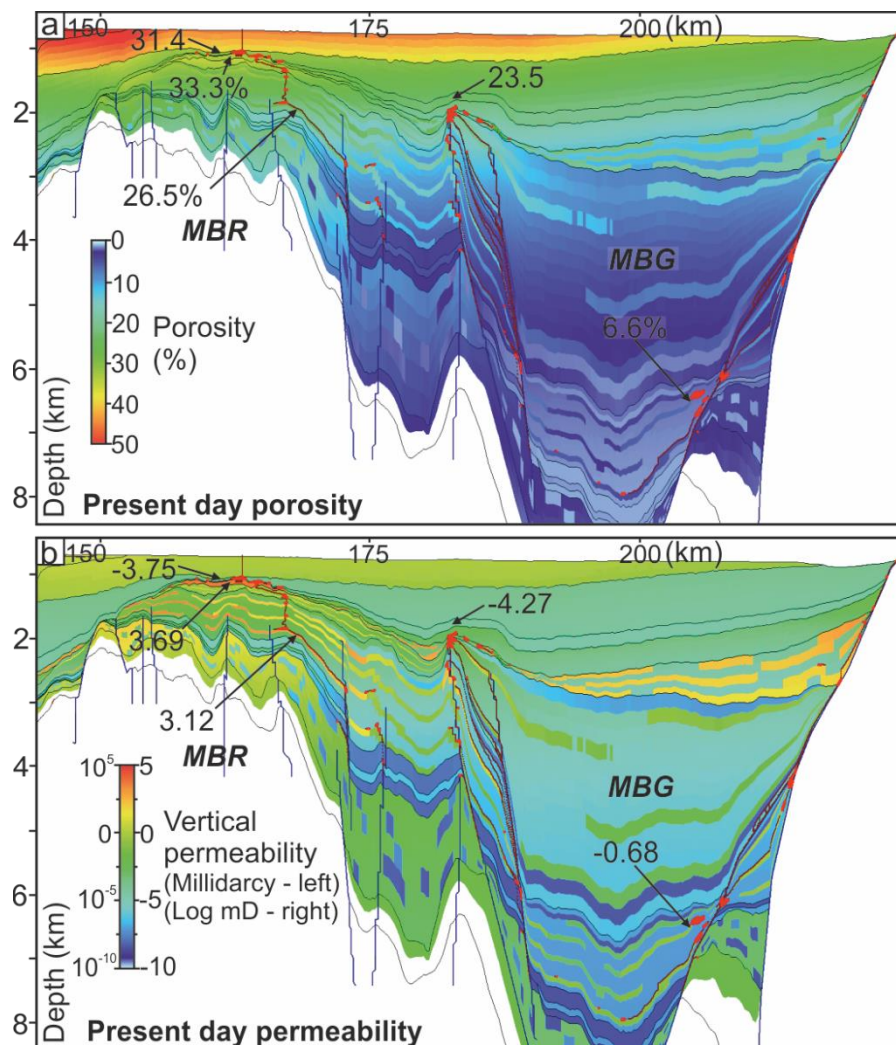 a 150 175 200 (km)
31.4
33.3%
23.5
2
26.5%
MBR
0
10
20
30
40
50
Porosity
(%)
4
MBG
6.6%
6
Depth (km)
8
Present day porosity
b 150 175 200 (km)
-3.75
-4.27
2
3.69
3.12
MBR
10⁵ 5
0 0
10⁻⁵ -5
10⁻¹⁰ -10
Vertical
permeability
(Millidarcy - left)
(Log mD - right)
4
MBG
-0.68
6
Depth (km)
8
Present day permeability